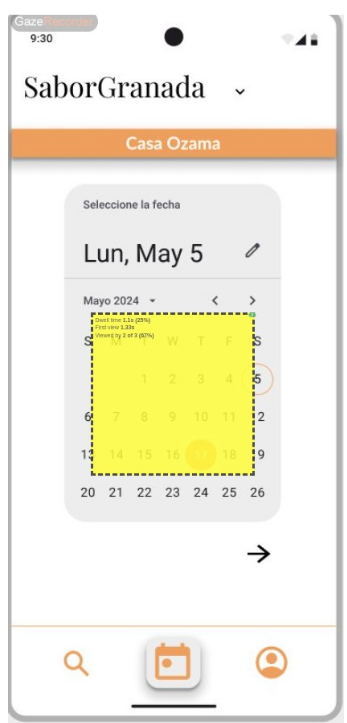 GazeRecorder
9:30
SaborGranada
Casa Ozama
Seleccione la fecha
Lun, May 5
Mayo 2024
Dwell time 1.1s (25%)
First view 1.33s
Viewed by 2 of 3 (67%)
S M T W T F S
1 2 3 4 5
6 7 8 9 10 11 2
13 14 15 16 17 18 9
20 21 22 23 24 25 26